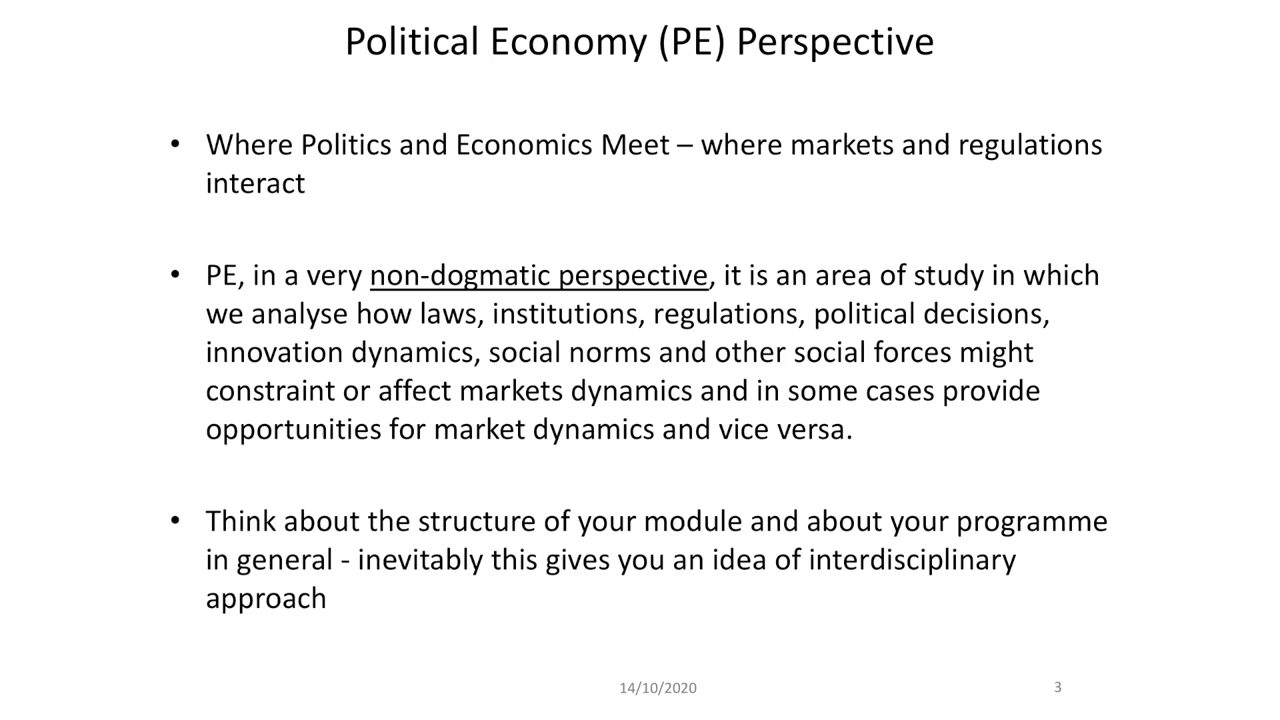 Political Economy (PE) Perspective
• Where Politics and Economics Meet – where markets and regulations
interact
• PE, in a very non-dogmatic perspective, it is an area of study in which
we analyse how laws, institutions, regulations, political decisions,
innovation dynamics, social norms and other social forces might
constraint or affect markets dynamics and in some cases provide
opportunities for market dynamics and vice versa.
• Think about the structure of your module and about your programme
in general - inevitably this gives you an idea of interdisciplinary
approach
14/10/2020
3